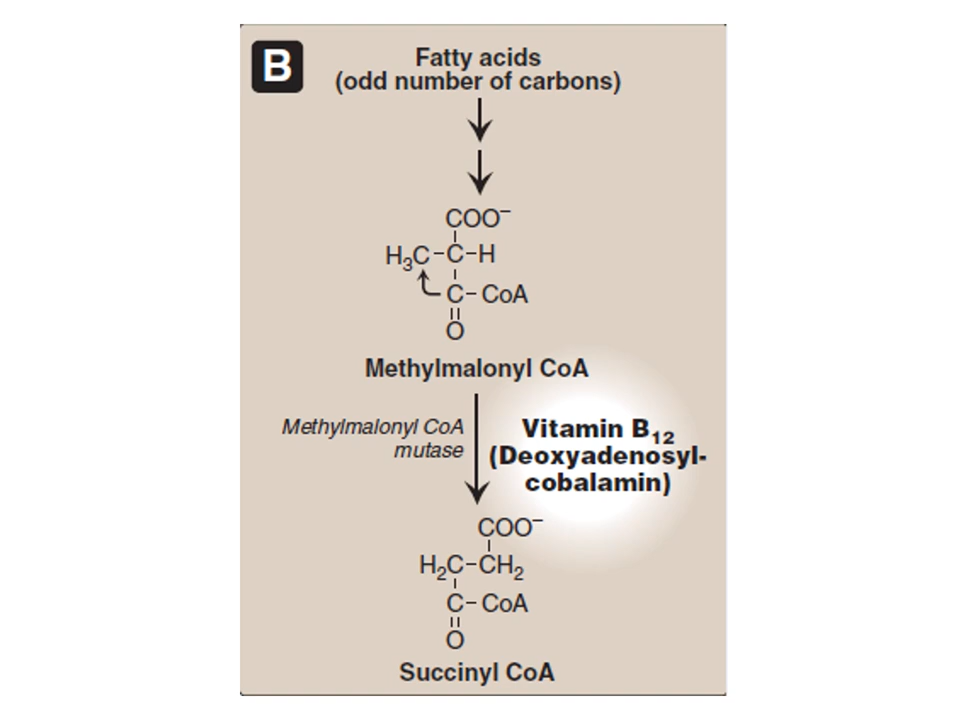 B
Fatty acids
(odd number of carbons)
COO⁻
H₃C-C-H
C-CoA
O
Methylmalonyl CoA
Methylmalonyl CoA
mutase
Vitamin B₁₂
(Deoxyadenosyl-
cobalamin)
COO⁻
H₂C-CH₂
C-CoA
O
Succinyl CoA